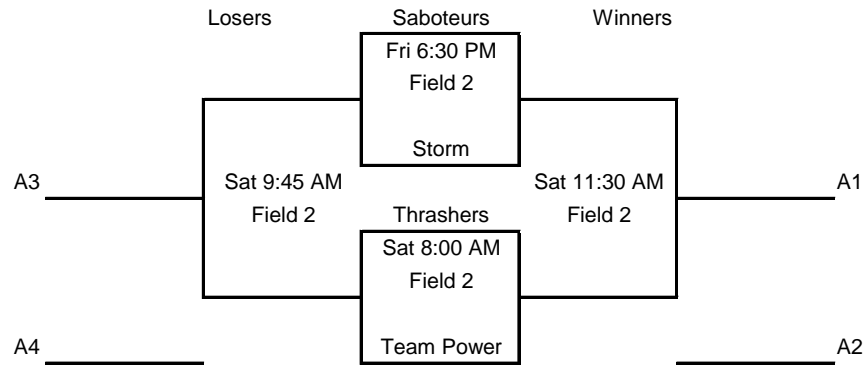 Losers Saboteurs Winners
Fri 6:30 PM
Field 2
Storm
A3 Sat 9:45 AM Sat 11:30 AM A1
Field 2 Thrashers Field 2
Sat 8:00 AM
Field 2
A4 Team Power A2